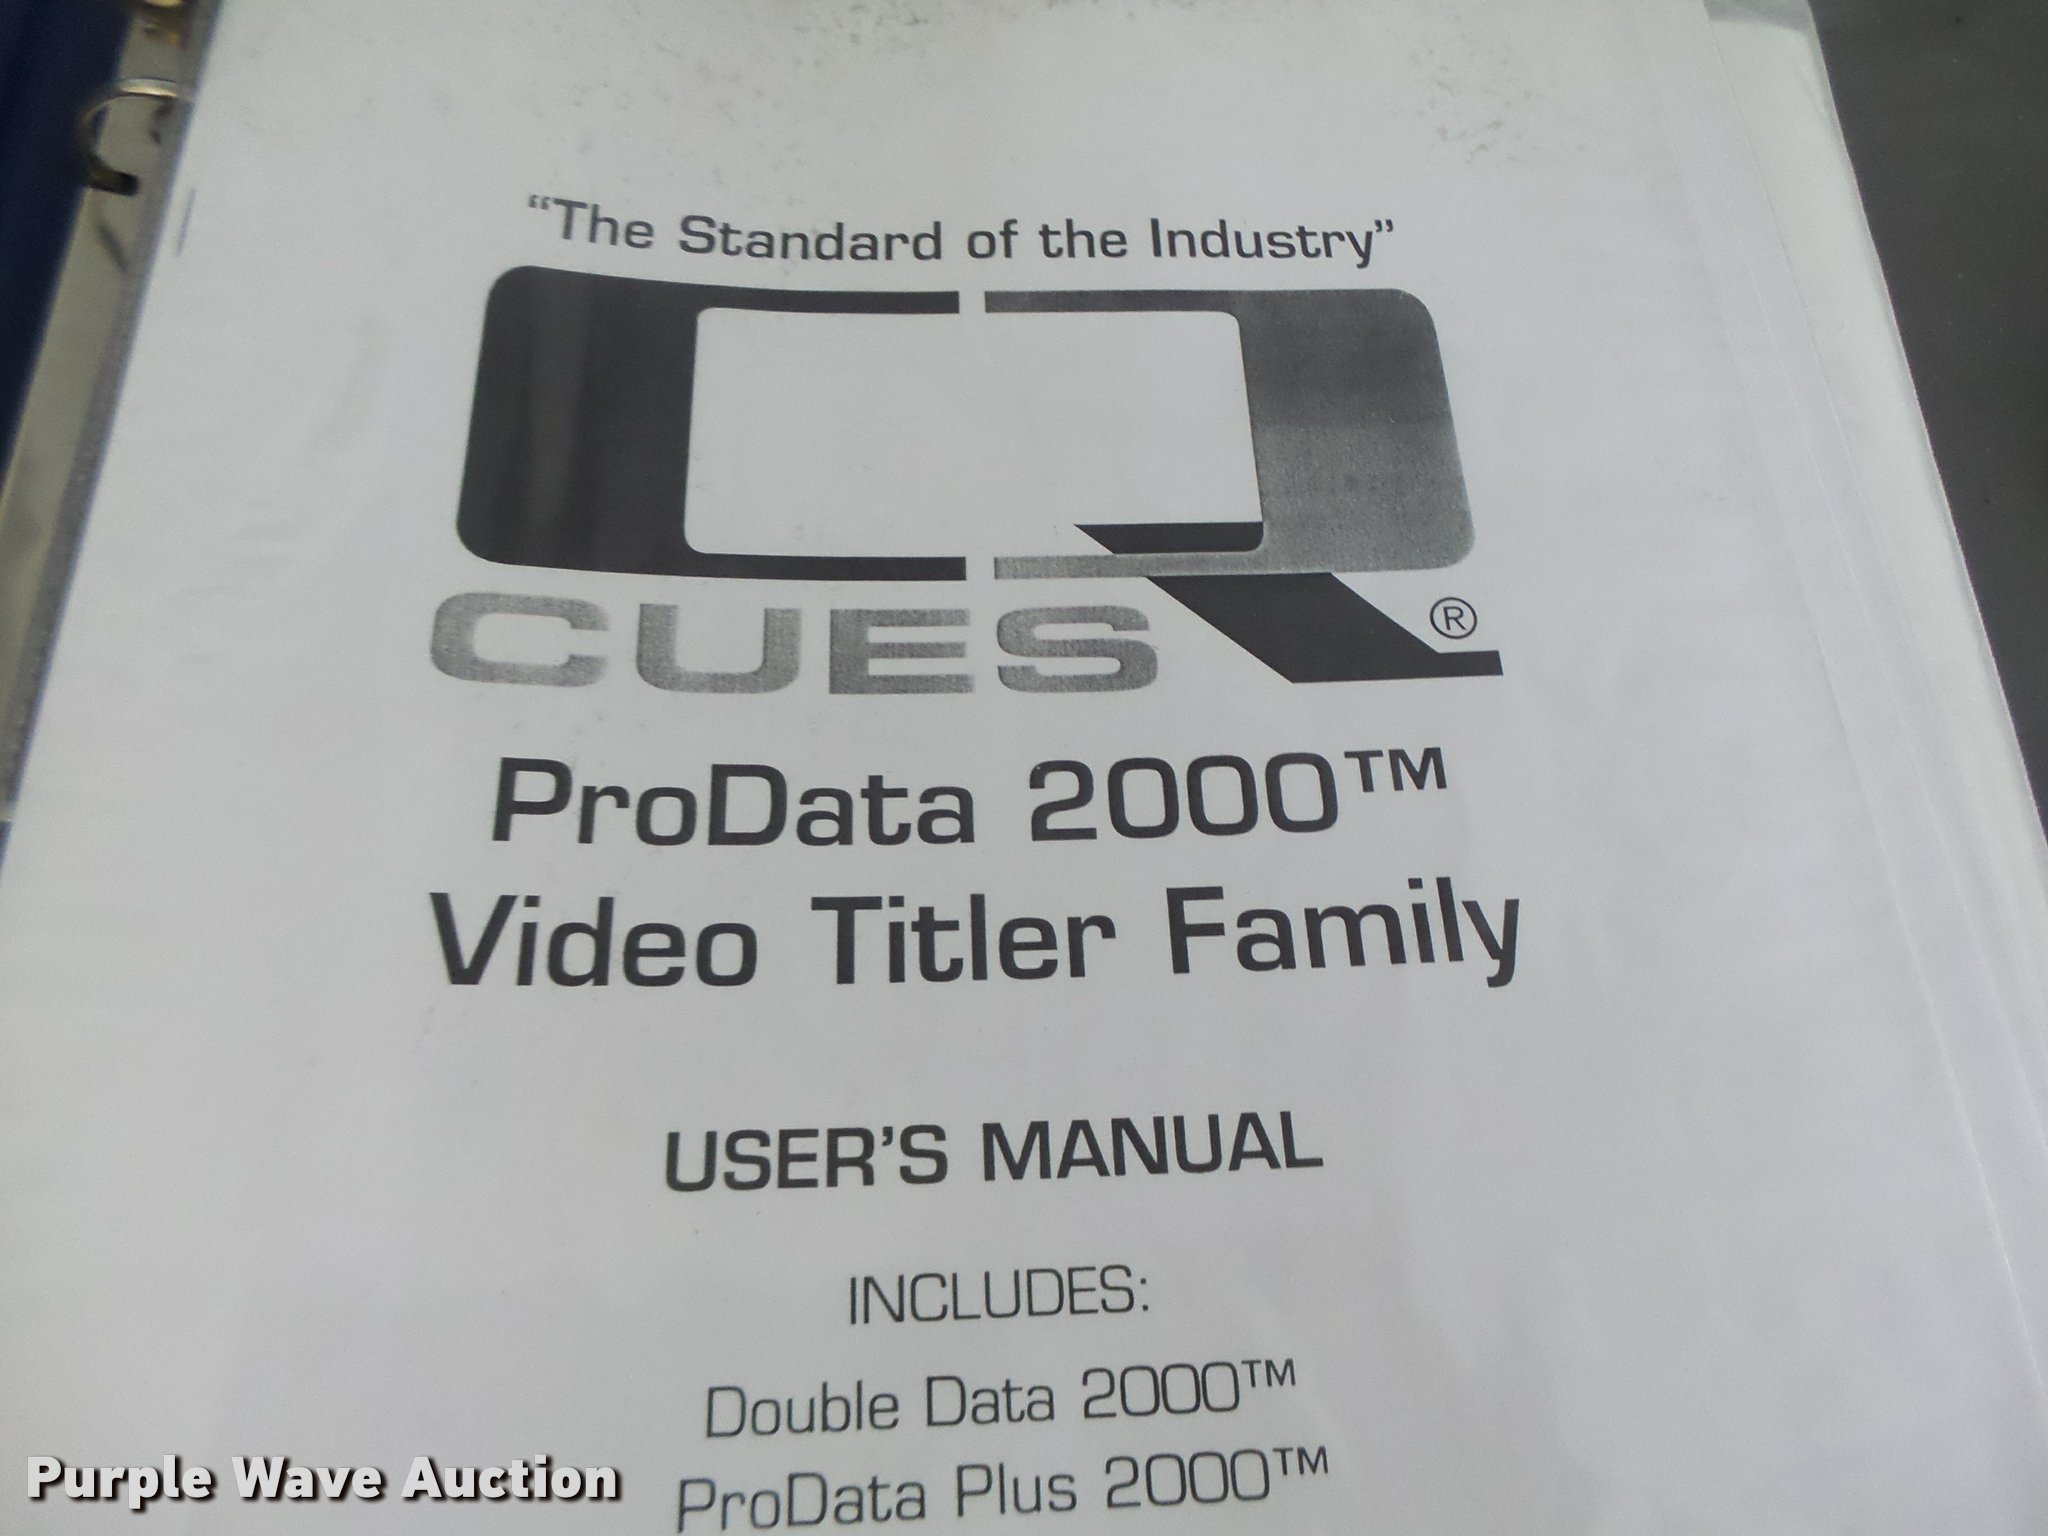 “The Standard of the Industry”
CQ
CUES®
ProData 2000™
Video Titler Family
USER’S MANUAL
INCLUDES:
Double Data 2000™
ProData Plus 2000™
Purple Wave Auction